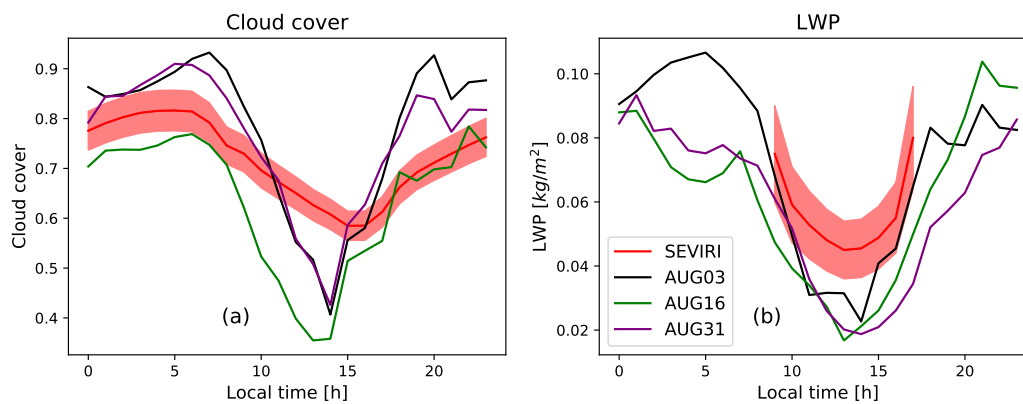 Cloud cover
Cloud cover
0.9
0.8
0.7
0.6
0.5
0.4
(a)
0 5 10 15 20
Local time [h]
LWP
LWP [kg/m²]
0.10
0.08
0.06
0.04
0.02
SEVIRI
AUG03
AUG16
AUG31
(b)
0 5 10 15 20
Local time [h]